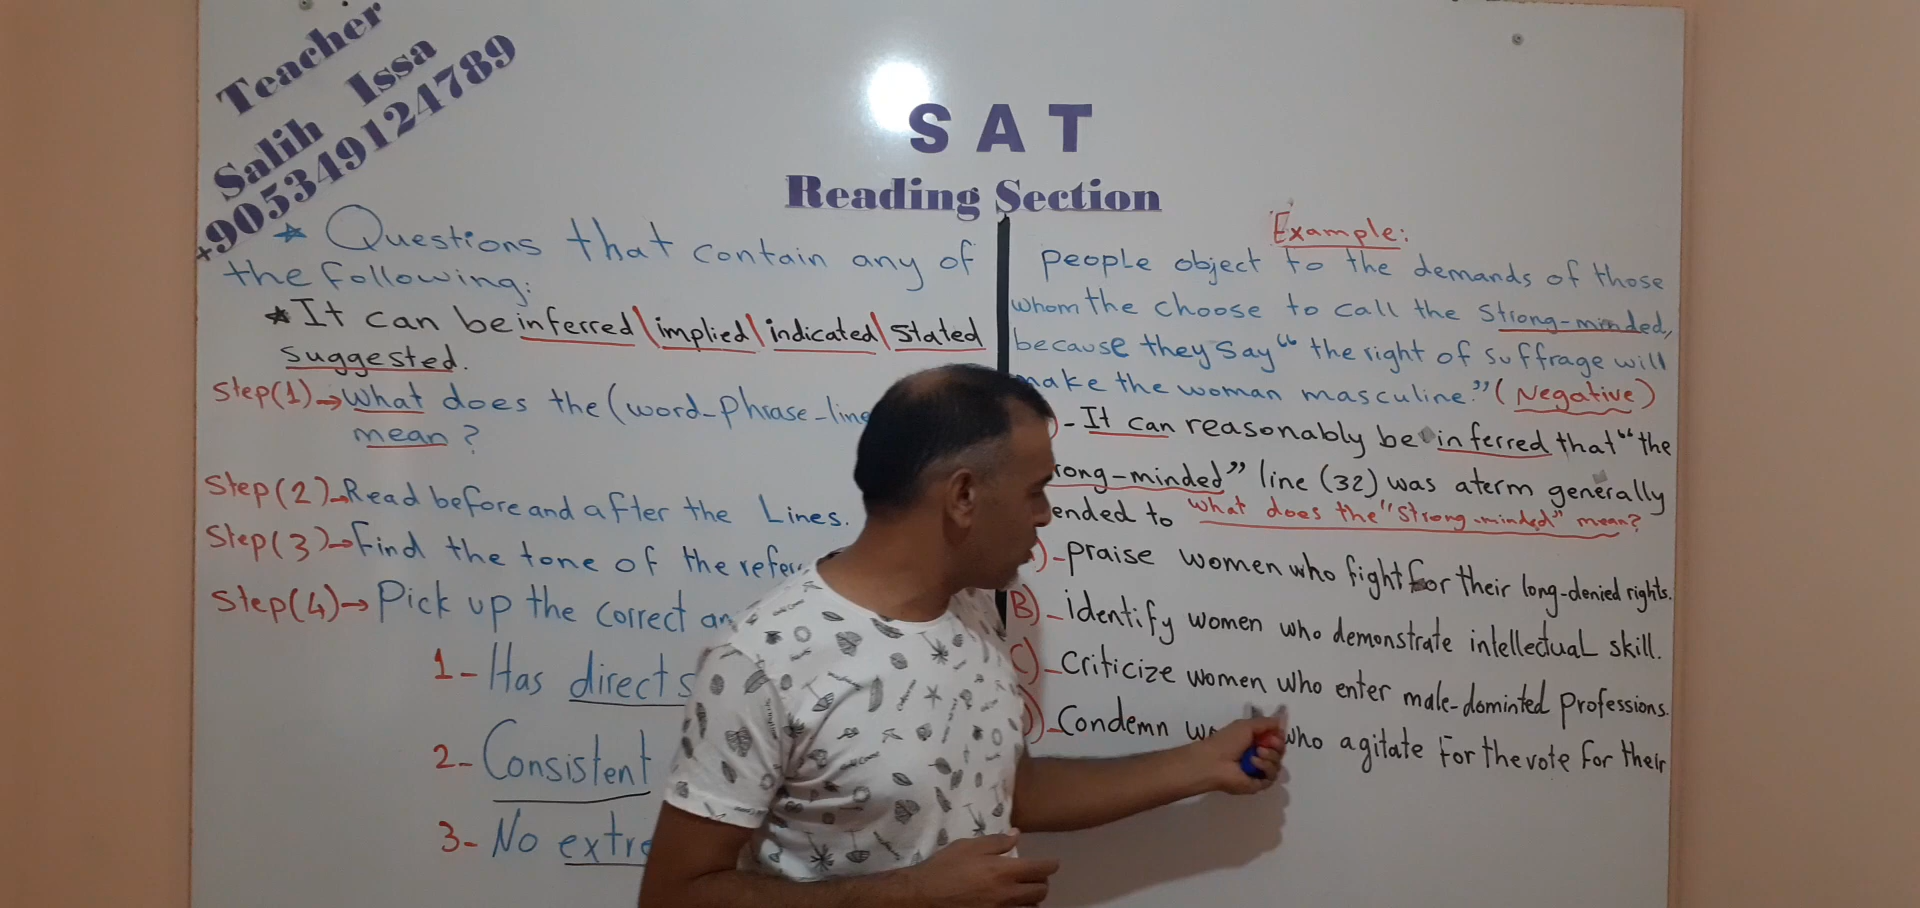 Teacher
Salih Issa
+905349124789
SAT
Reading Section
* Questions that contain any of
the following:
* It can be inferred\implied\indicated\stated
suggested.
Step(1)→What does the (word-phrase-line
mean?
Step(2)→Read before and after the Lines.
Step(3)→Find the tone of the
Step(4)→Pick up the correct
1- Has direct
2- Consistent
3- No
Example:
people object to the demands of those
whom the choose to call the strong-minded,
because they say "the right of suffrage will
make the woman masculine." (Negative)
- It can reasonably be inferred that "the
rong-minded" line (32) was aterm generally
ended to What does the "strong-minded" mean?
)-praise women who fight for their long-denied rights.
B)-identify women who demonstrate intellectual skill.
C)-Criticize women who enter male-dominted professions.
D)-Condemn who agitate for the vote for their